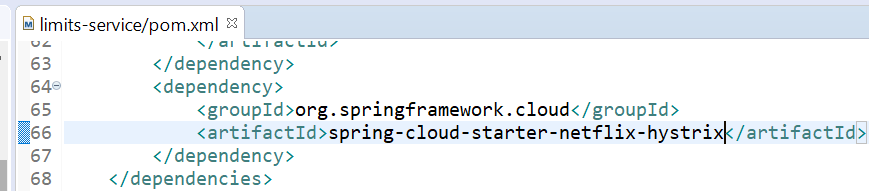 limits-service/pom.xml
62 </artifactId>
63 </dependency>
64 <dependency>
65 <groupId>org.springframework.cloud</groupId>
66 <artifactId>spring-cloud-starter-netflix-hystrix</artifactId>
67 </dependency>
68 </dependencies>